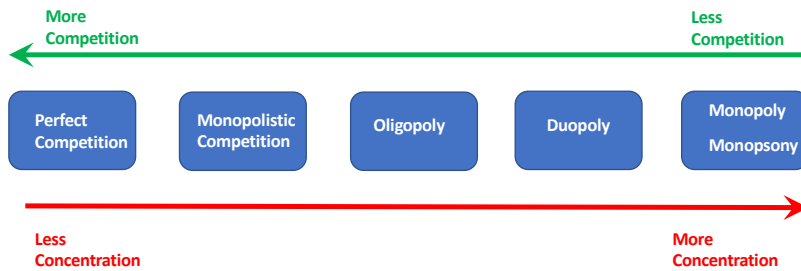 More
Competition
Less
Competition
Perfect
Competition
Monopolistic
Competition
Oligopoly
Duopoly
Monopoly
Monopsony
Less
Concentration
More
Concentration